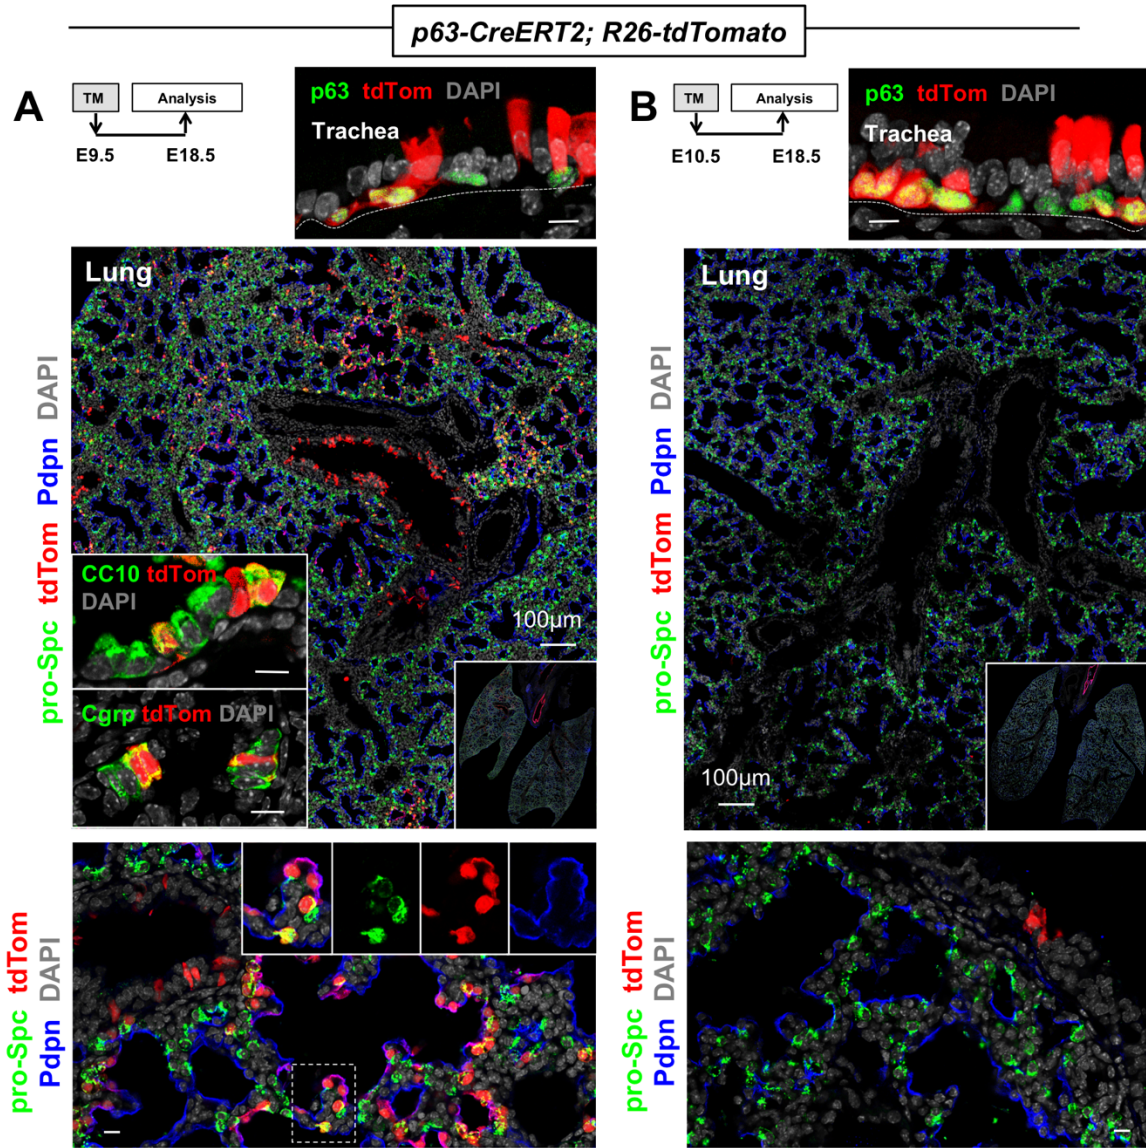 p63-CreERT2; R26-tdTomato
A
TM
Analysis
E9.5
E18.5
p63 tdTom DAPI
Trachea
Lung
pro-Spc tdTom Pdpn DAPI
CC10 tdTom
DAPI
Cgrp tdTom DAPI
100µm
pro-Spc tdTom
Pdpn DAPI
B
TM
Analysis
E10.5
E18.5
p63 tdTom DAPI
Trachea
Lung
pro-Spc tdTom Pdpn DAPI
100µm
pro-Spc tdTom
Pdpn DAPI